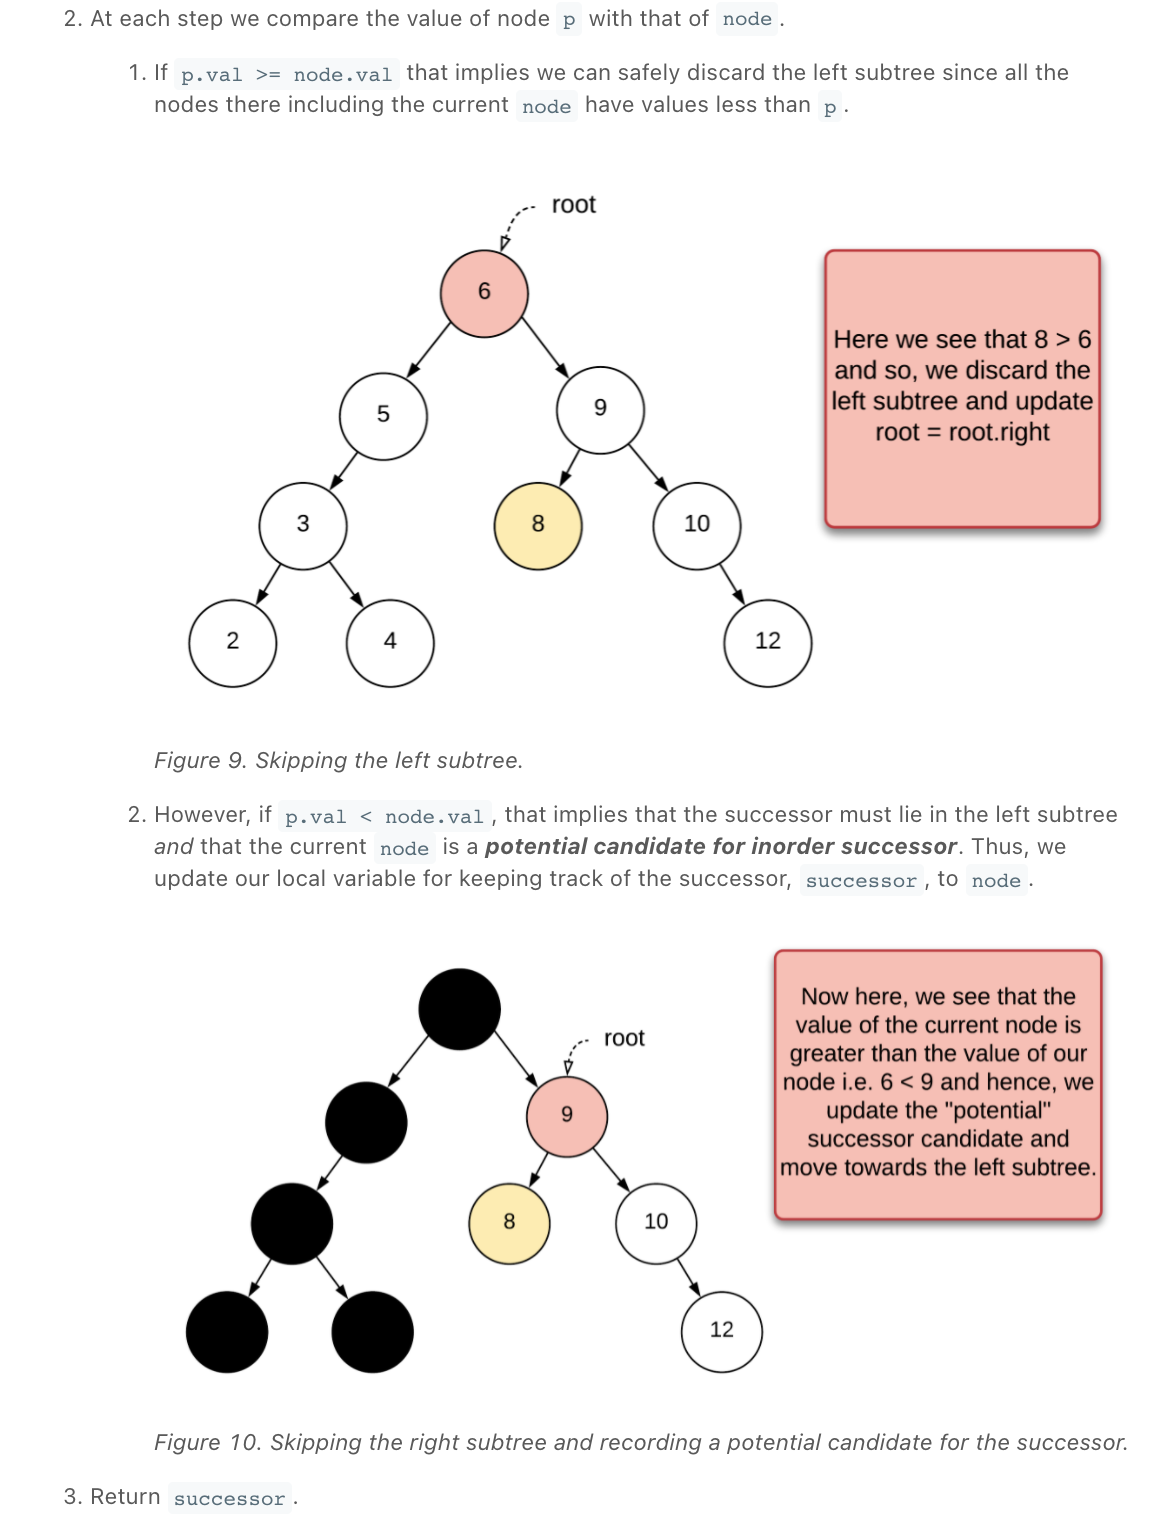 2. At each step we compare the value of node p with that of node .
1. If p.val >= node.val that implies we can safely discard the left subtree since all the
nodes there including the current node have values less than p .
root
6
5
9
3
8
10
2
4
12
Here we see that 8 > 6
and so, we discard the
left subtree and update
root = root.right
Figure 9. Skipping the left subtree.
2. However, if p.val < node.val , that implies that the successor must lie in the left subtree
and that the current node is a potential candidate for inorder successor. Thus, we
update our local variable for keeping track of the successor, successor , to node .
root
9
8
10
12
Now here, we see that the
value of the current node is
greater than the value of our
node i.e. 6 < 9 and hence, we
update the "potential"
successor candidate and
move towards the left subtree.
Figure 10. Skipping the right subtree and recording a potential candidate for the successor.
3. Return successor .